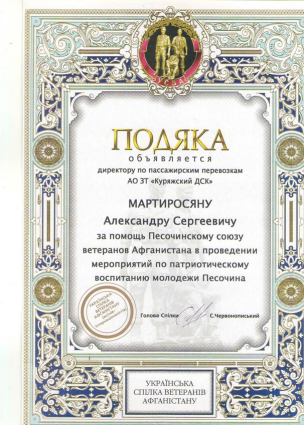 ПОДЯКА
объявляется
директору по пассажирским перевозкам
АО ЗТ «Куряжский ДСК»
МАРТИРОСЯНУ
Александру Сергеевичу
за помощь Песочинскому союзу
ветеранов Афганистана в проведении
мероприятий по патриотическому
воспитанию молодежи Песочина
Голова Спілки С.Червонописький
УКРАЇНСЬКА
СПІЛКА ВЕТЕРАНІВ
АФГАНІСТАНУ